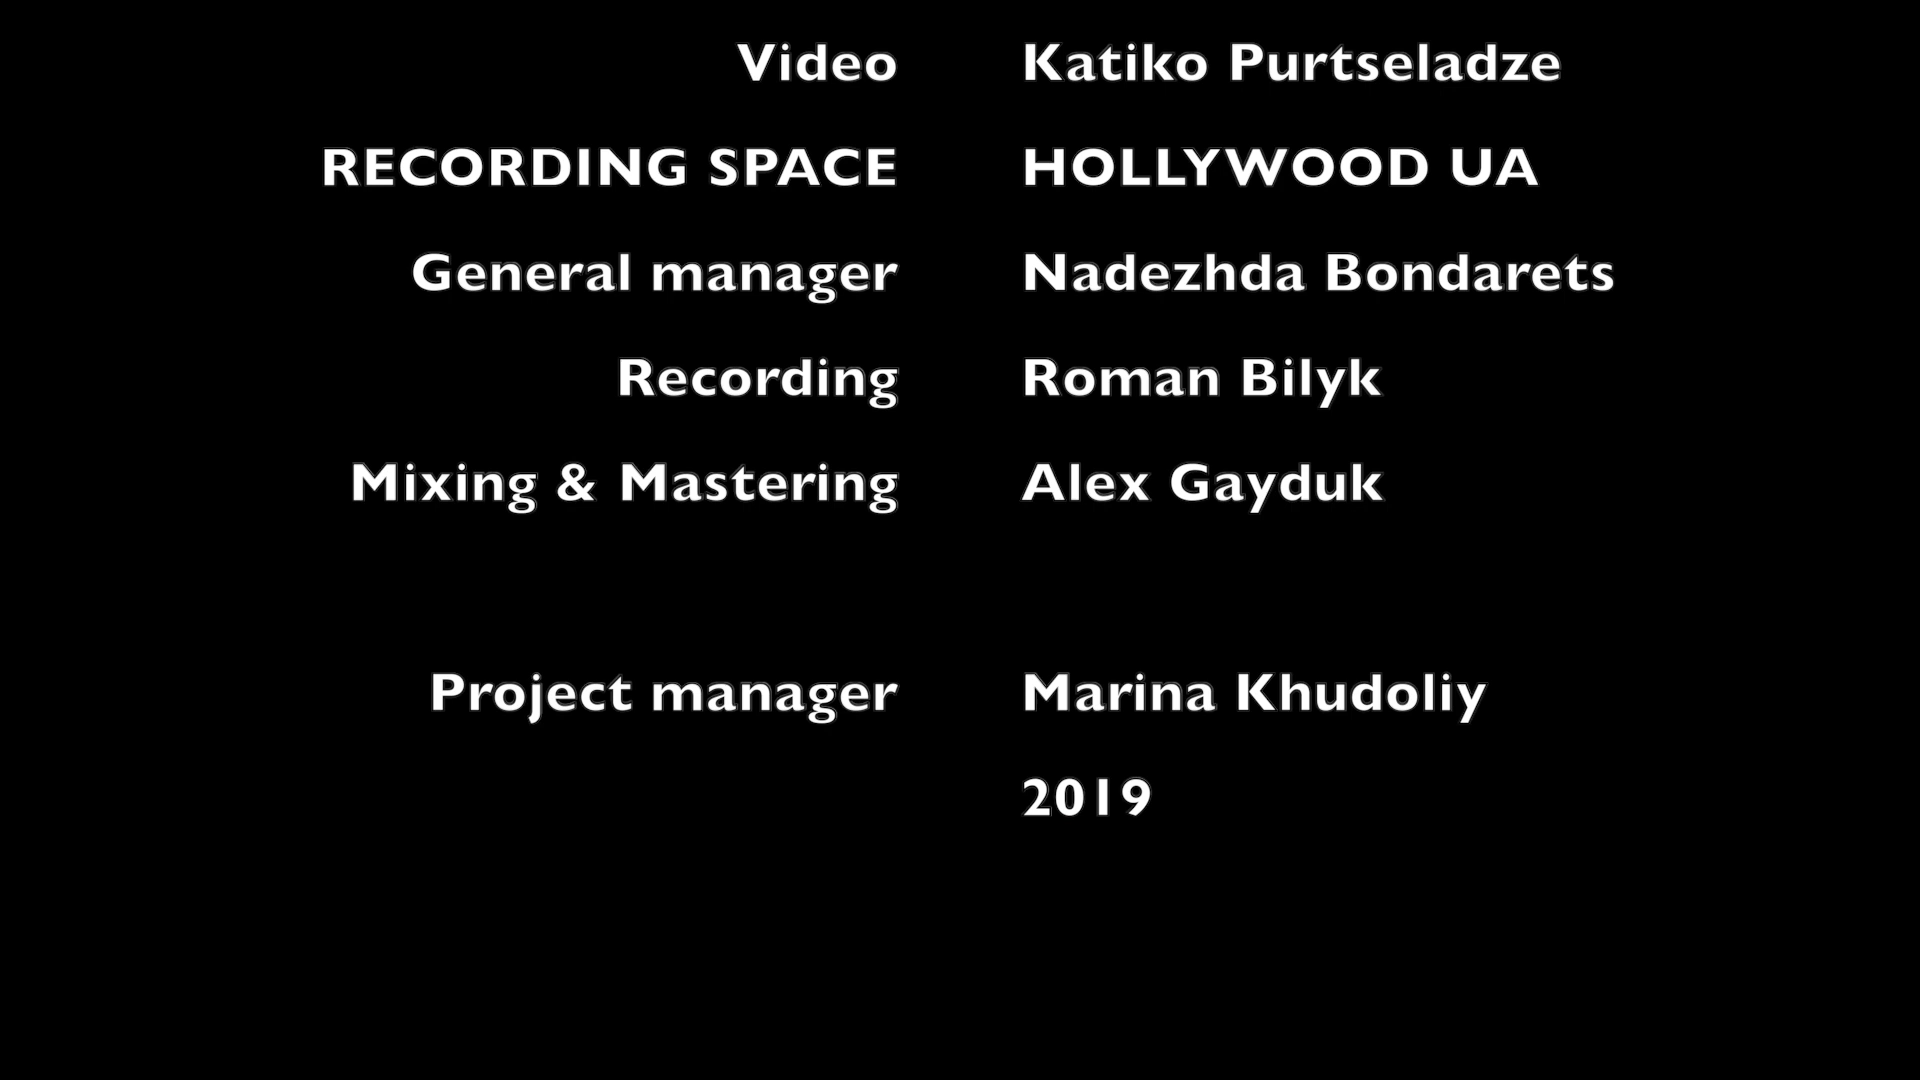 Video Katiko Purtseladze
RECORDING SPACE HOLLYWOOD UA
General manager Nadezhda Bondarets
Recording Roman Bilyk
Mixing & Mastering Alex Gayduk
Project manager Marina Khudoliy
2019